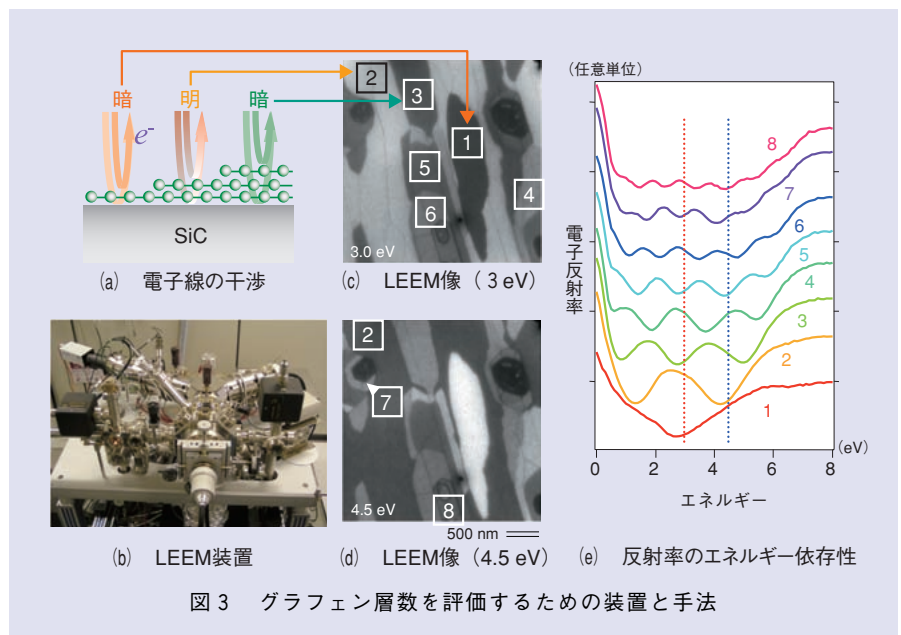 暗 明 暗
e⁻
SiC
(a) 電子線の干渉
2
3
1
5
4
6
3.0 eV
(c) LEEM像（3 eV）
(b) LEEM装置
2
7
8
4.5 eV
500 nm
(d) LEEM像（4.5 eV）
（任意単位）
電子反射率
8
7
6
5
4
3
2
1
0 2 4 6 8
（eV）
エネルギー
(e) 反射率のエネルギー依存性
図3 グラフェン層数を評価するための装置と手法